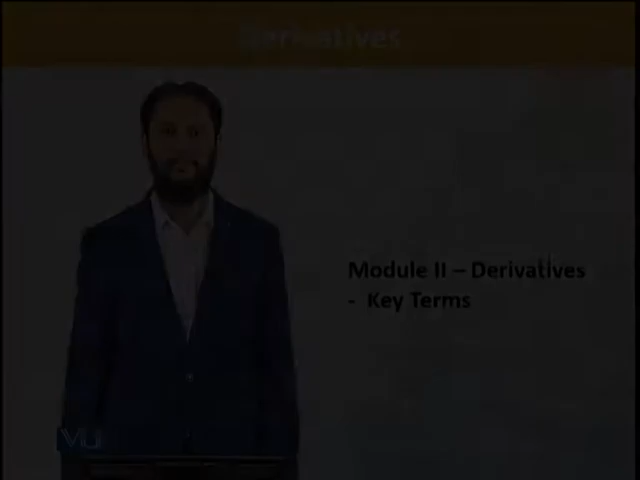 Derivatives
Module II – Derivatives
- Key Terms
VU